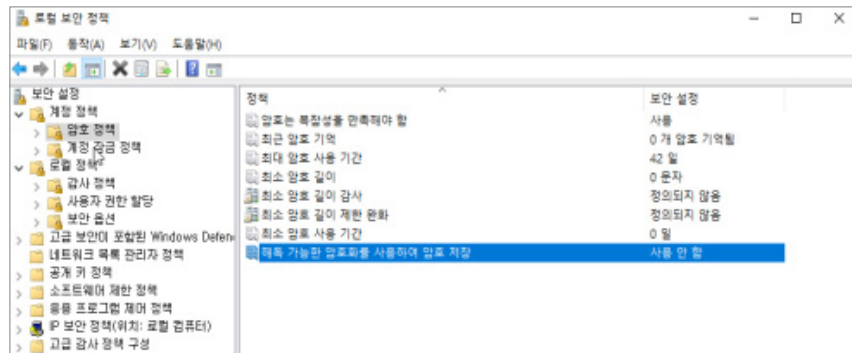 로컬 보안 정책
파일(F) 동작(A) 보기(V) 도움말(H)
보안 설정
계정 정책
암호 정책
계정 잠금 정책
로컬 정책
감사 정책
사용자 권한 할당
보안 옵션
고급 보안이 포함된 Windows Defen
네트워크 목록 관리자 정책
공개 키 정책
소프트웨어 제한 정책
응용 프로그램 제어 정책
IP 보안 정책(위치: 로컬 컴퓨터)
고급 감사 정책 구성
정책 보안 설정
암호는 복잡성을 만족해야 함 사용
최근 암호 기억 0 개 암호 기억됨
최대 암호 사용 기간 42 일
최소 암호 길이 0 문자
최소 암호 길이 감사 정의되지 않음
최소 암호 길이 제한 완화 정의되지 않음
최소 암호 사용 기간 0 일
해독 가능한 암호화를 사용하여 암호 저장 사용 안 함